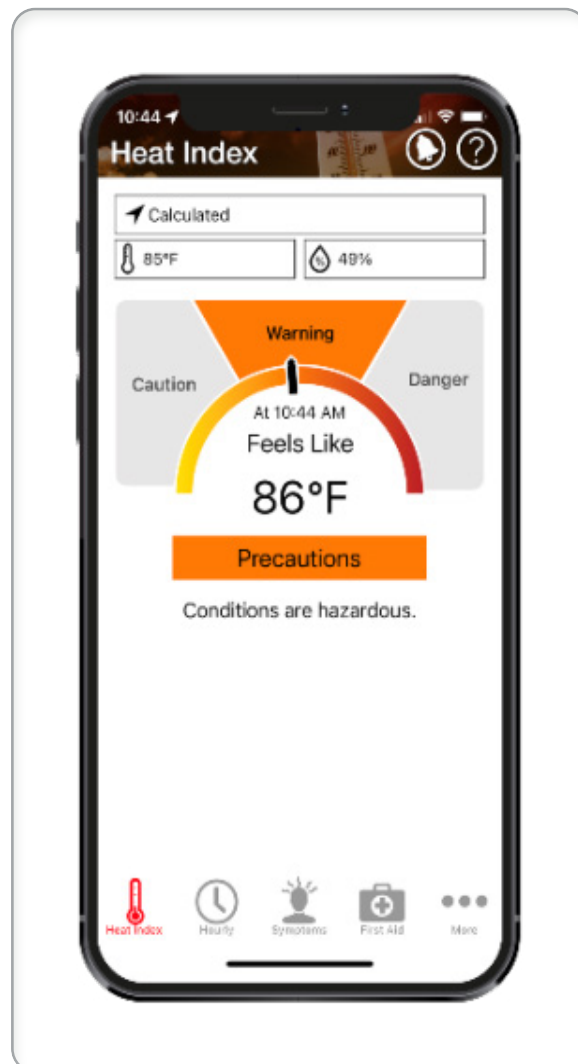 10:44
Heat Index
?
Calculated
85°F
% 49%
Warning
Caution
Danger
At 10:44 AM
Feels Like
86°F
Precautions
Conditions are hazardous.
Heat Index Hourly Symptoms First Aid More